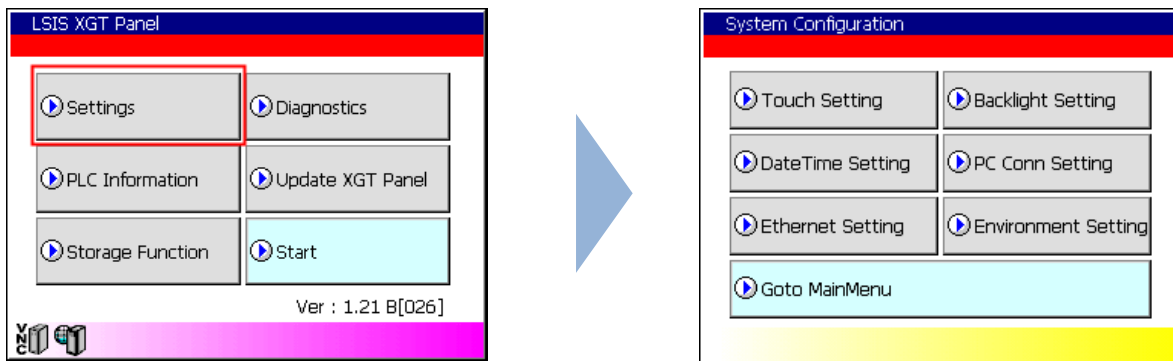 LSIS XGT Panel
Settings
Diagnostics
PLC Information
Update XGT Panel
Storage Function
Start
Ver : 1.21 B[026]
VNC
System Configuration
Touch Setting
Backlight Setting
DateTime Setting
PC Conn Setting
Ethernet Setting
Environment Setting
Goto MainMenu